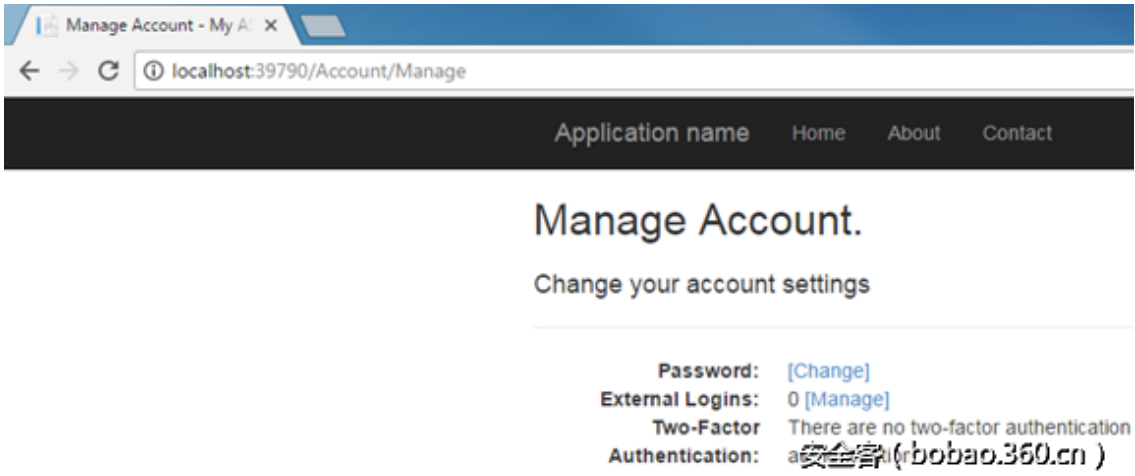 Manage Account - My A
localhost:39790/Account/Manage
Application name Home About Contact
Manage Account.
Change your account settings
Password: [Change]
External Logins: 0 [Manage]
Two-Factor There are no two-factor authentication
Authentication:
安全客 ( bobao.360.cn )